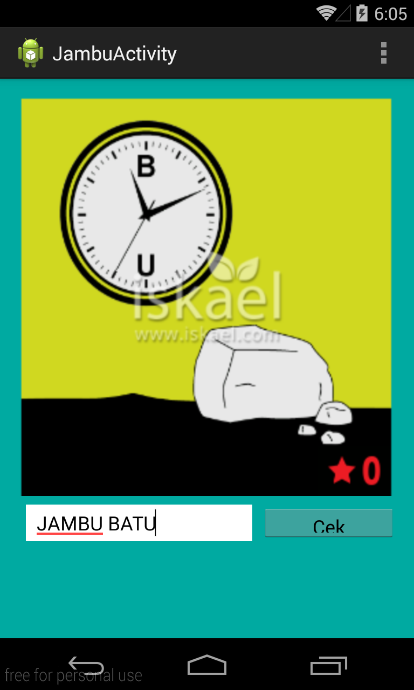 6:05
JambuActivity
B
U
iskael
www.iskael.com
0
JAMBU BATU
Cek
free for personal use